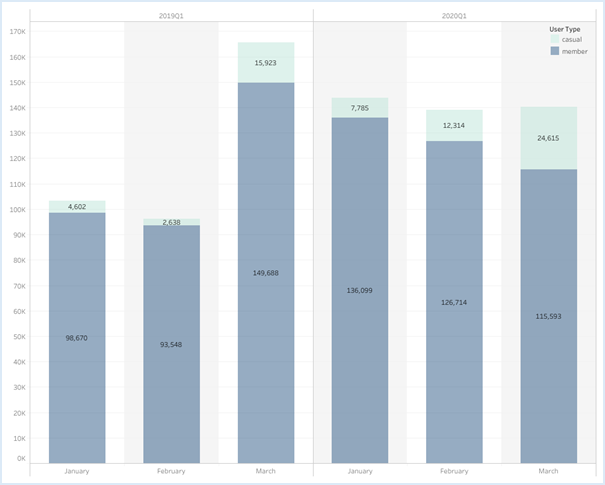 2019Q1
2020Q1
User Type
casual
member
170K
160K
150K
140K
130K
120K
110K
100K
90K
80K
70K
60K
50K
40K
30K
20K
10K
0K
4,602
98,670
2,638
93,548
15,923
149,688
7,785
136,099
12,314
126,714
24,615
115,593
January
February
March
January
February
March